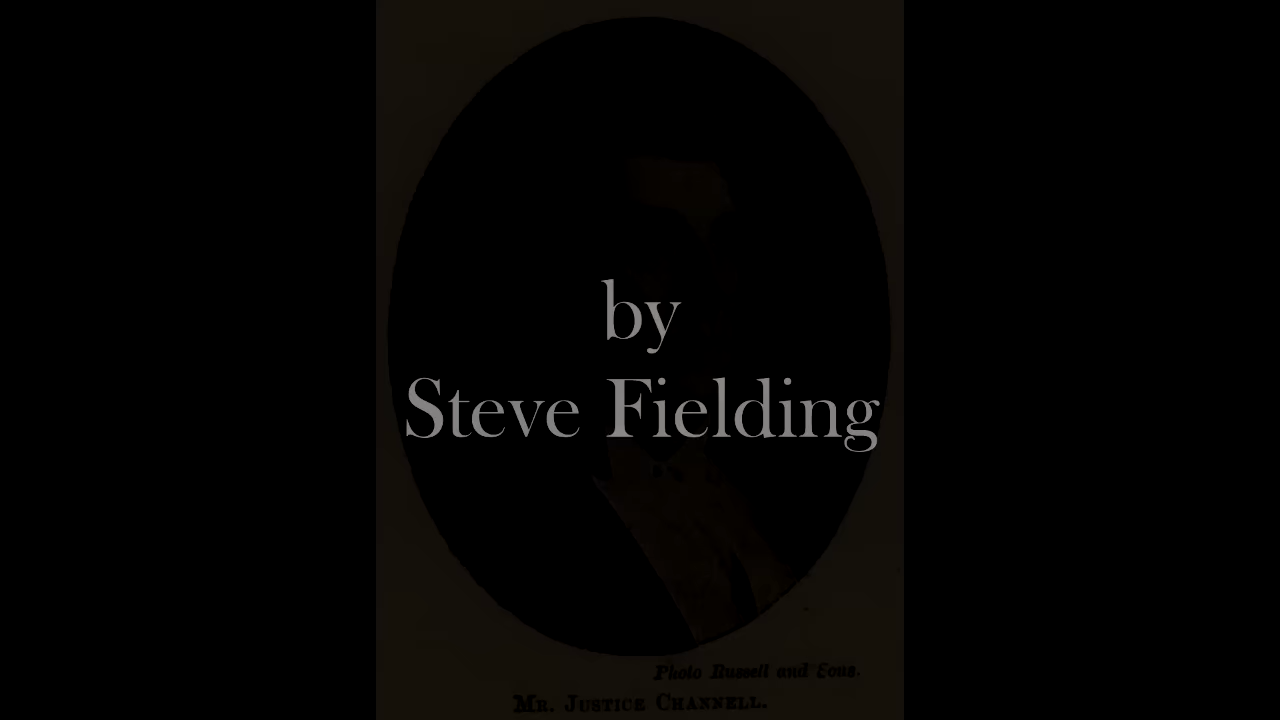 by
Steve Fielding
Photo Russell and Sons.
MR. JUSTICE CHANNELL.